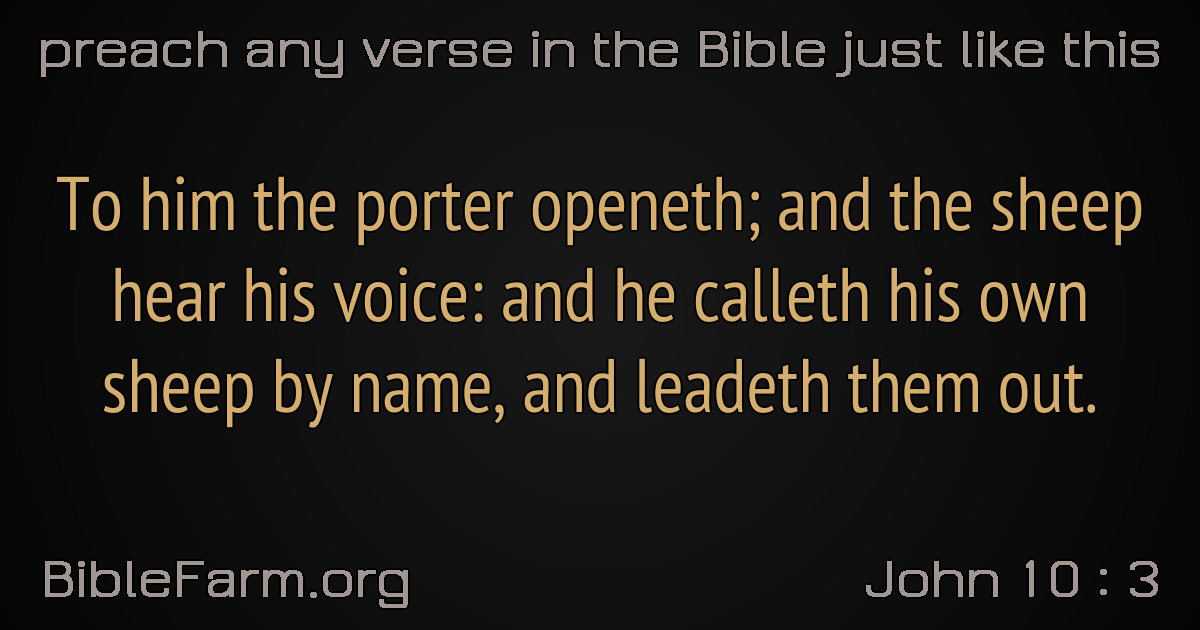 preach any verse in the Bible just like this
To him the porter openeth; and the sheep
hear his voice: and he calleth his own
sheep by name, and leadeth them out.
BibleFarm.org
John 10 : 3